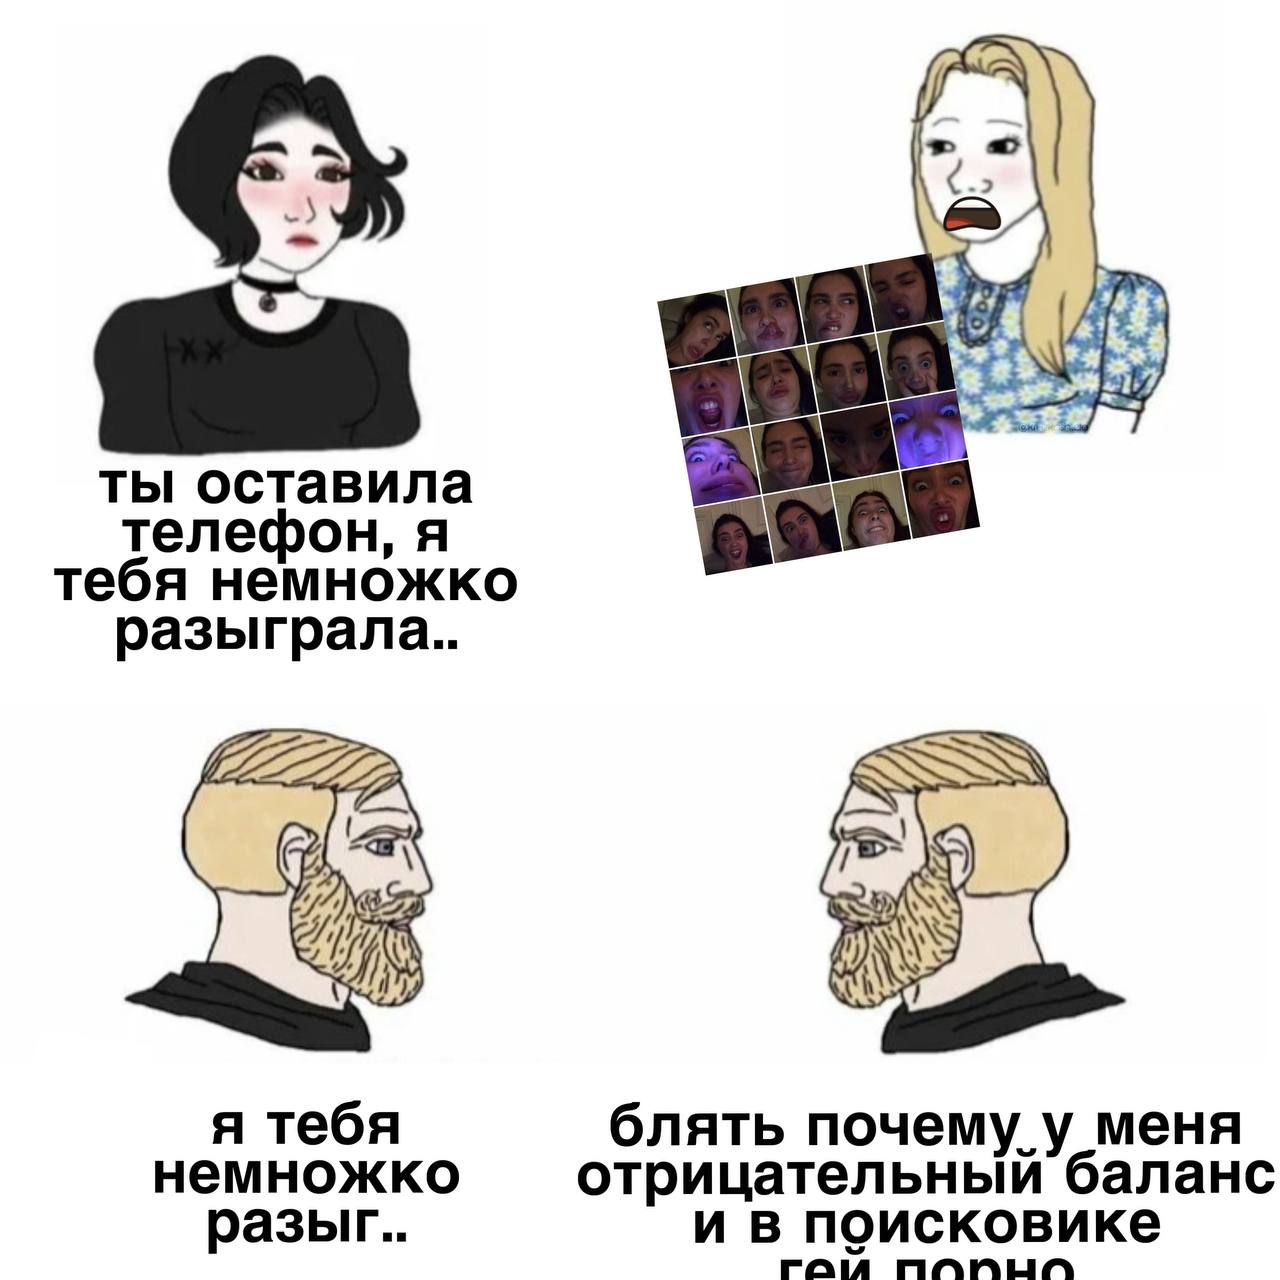 ты оставила
телефон, я
тебя немножко
разыграла..
я тебя
немножко
разыг..
блять почему у меня
отрицательный баланс
и в поисковике
гей порно